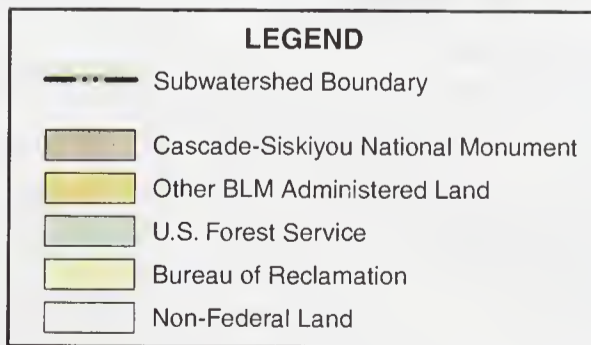 LEGEND
Subwatershed Boundary
Cascade-Siskiyou National Monument
Other BLM Administered Land
U.S. Forest Service
Bureau of Reclamation
Non-Federal Land